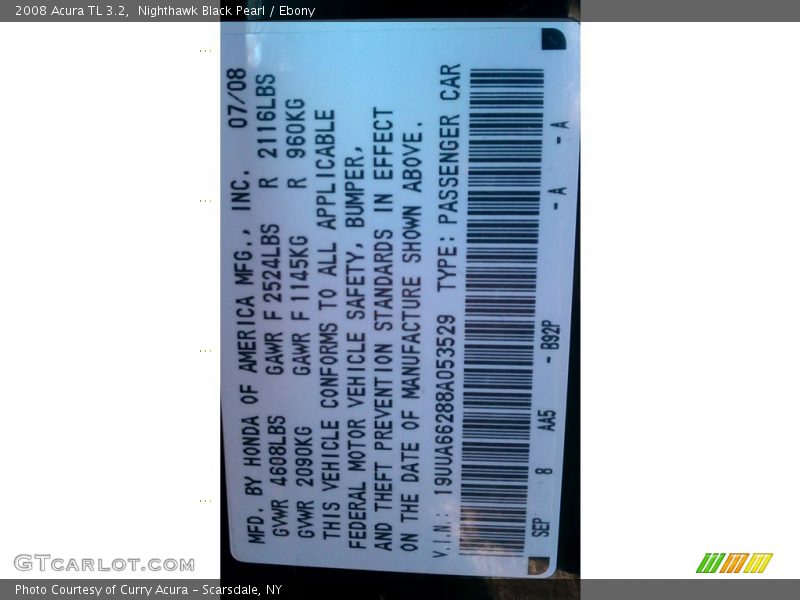 2008 Acura TL 3.2,  Nighthawk Black Pearl / Ebony
MFD. BY HONDA OF AMERICA MFG., INC. 07/08
GVWR 4608LBS GAWR F 2524LBS R 2116LBS
GVWR 2090KG GAWR F 1145KG R 960KG
THIS VEHICLE CONFORMS TO ALL APPLICABLE
FEDERAL MOTOR VEHICLE SAFETY, BUMPER,
AND THEFT PREVENTION STANDARDS IN EFFECT
ON THE DATE OF MANUFACTURE SHOWN ABOVE.
V.I.N.: 19UUA66288A053529 TYPE: PASSENGER CAR
SEP 8 AA5 - B92P - A - A
GTCarLot.com
Photo Courtesy of Curry Acura – Scarsdale, NY